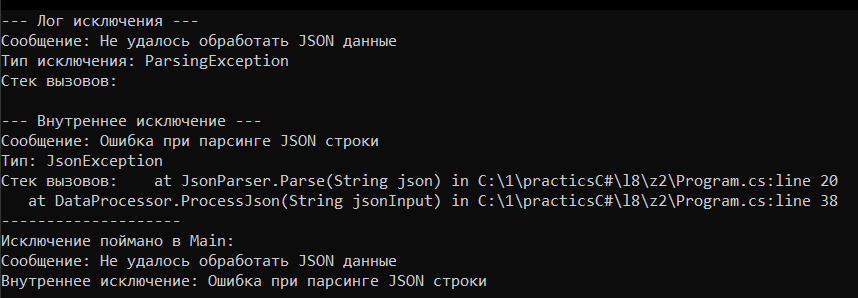 --- Лог исключения ---
Сообщение: Не удалось обработать JSON данные
Тип исключения: ParsingException
Стек вызовов:
--- Внутреннее исключение ---
Сообщение: Ошибка при парсинге JSON строки
Тип: JsonException
Стек вызовов:    at JsonParser.Parse(String json) in C:\1\practicsC#\l8\z2\Program.cs:line 20
   at DataProcessor.ProcessJson(String jsonInput) in C:\1\practicsC#\l8\z2\Program.cs:line 38
--------------------
Исключение поймано в Main:
Сообщение: Не удалось обработать JSON данные
Внутреннее исключение: Ошибка при парсинге JSON строки